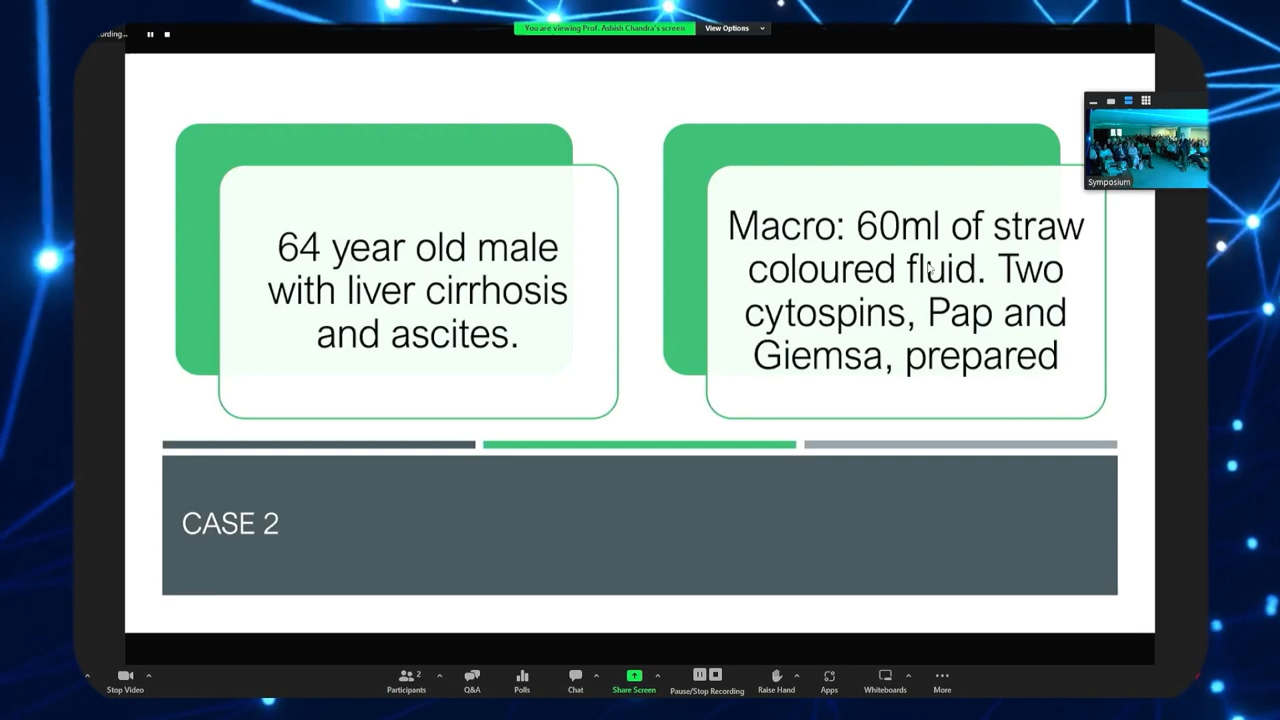 ording...
You are viewing Prof. Ashish Chandra's screen
View Options
Symposium
64 year old male
with liver cirrhosis
and ascites.
Macro: 60ml of straw
coloured fluid. Two
cytospins, Pap and
Giemsa, prepared
CASE 2
Stop Video
Participants
2
Q&A
Polls
Chat
Share Screen
Pause/Stop Recording
Raise Hand
Apps
Whiteboards
More